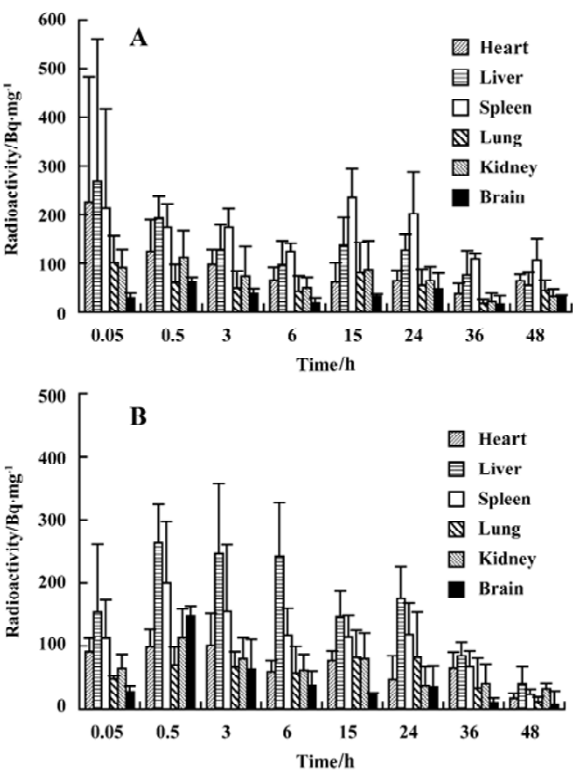 600
A
500
400
300
200
100
0
Radioactivity/Bq·mg-1
Heart
Liver
Spleen
Lung
Kidney
Brain
0.05 0.5 3 6 15 24 36 48
Time/h
500
B
400
300
200
100
0
Radioactivity/Bq·mg-1
Heart
Liver
Spleen
Lung
Kidney
Brain
0.05 0.5 3 6 15 24 36 48
Time/h